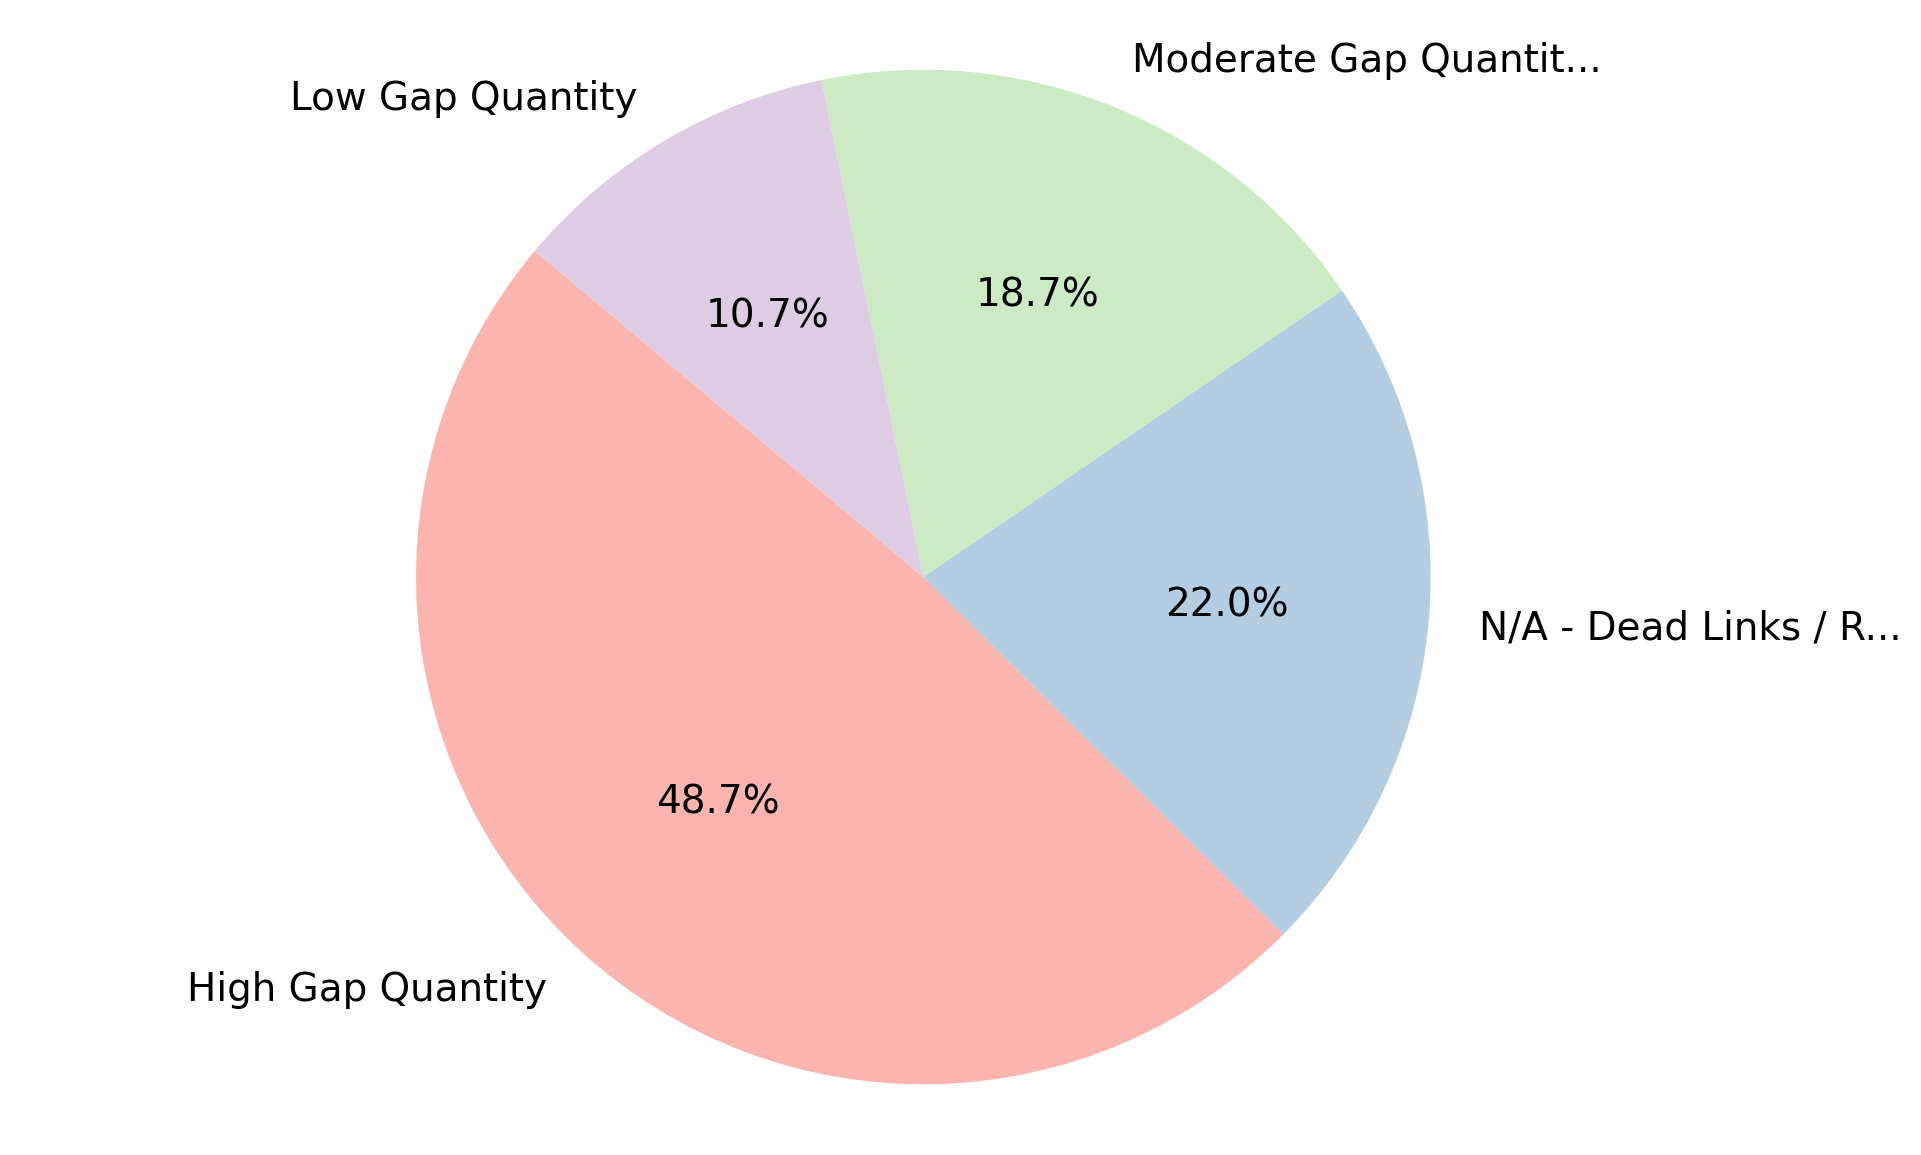 Moderate Gap Quantit...
Low Gap Quantity
18.7%
10.7%
22.0%
N/A - Dead Links / R...
48.7%
High Gap Quantity